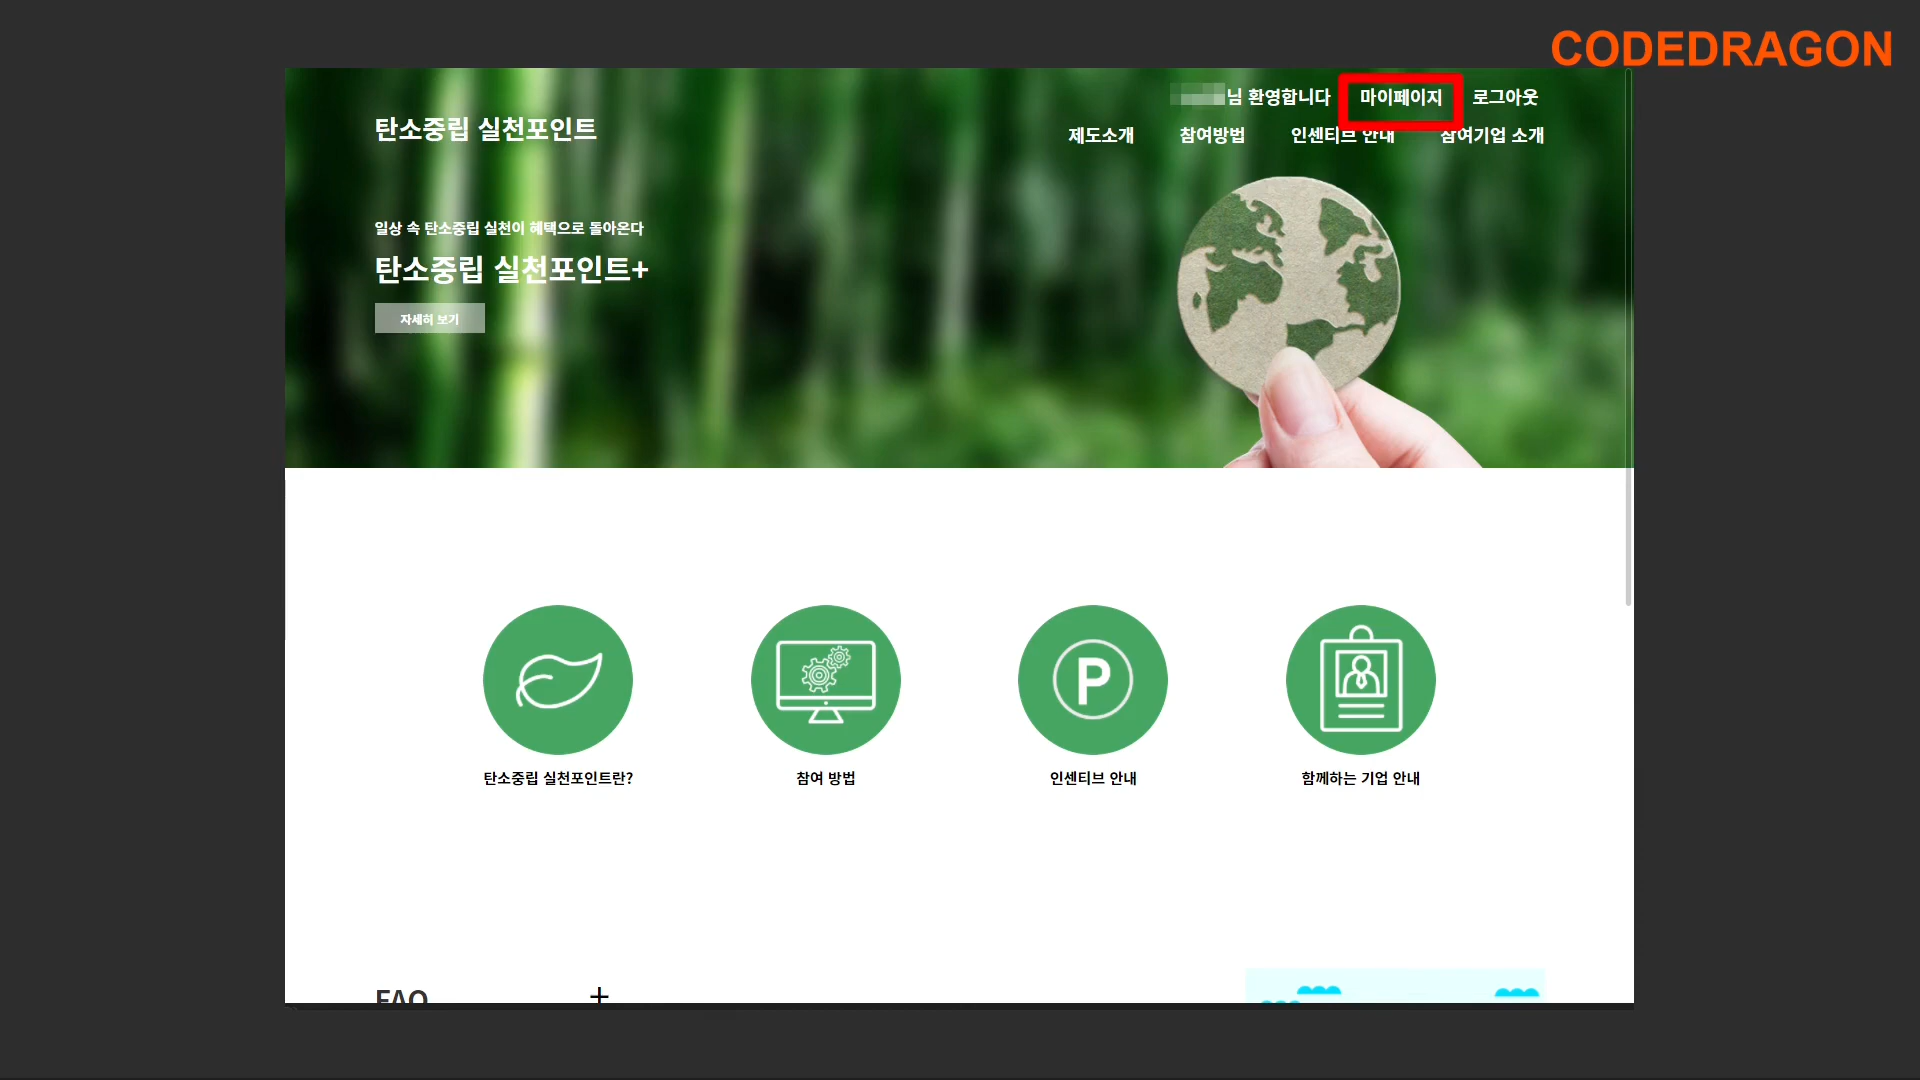 CODEDRAGON
님 환영합니다 마이페이지 로그아웃
탄소중립 실천포인트
제도소개 참여방법 인센티브 안내 참여기업 소개
일상 속 탄소중립 실천이 혜택으로 돌아온다
탄소중립 실천포인트+
자세히 보기
P
탄소중립 실천포인트란? 참여 방법 인센티브 안내 함께하는 기업 안내
FAQ +